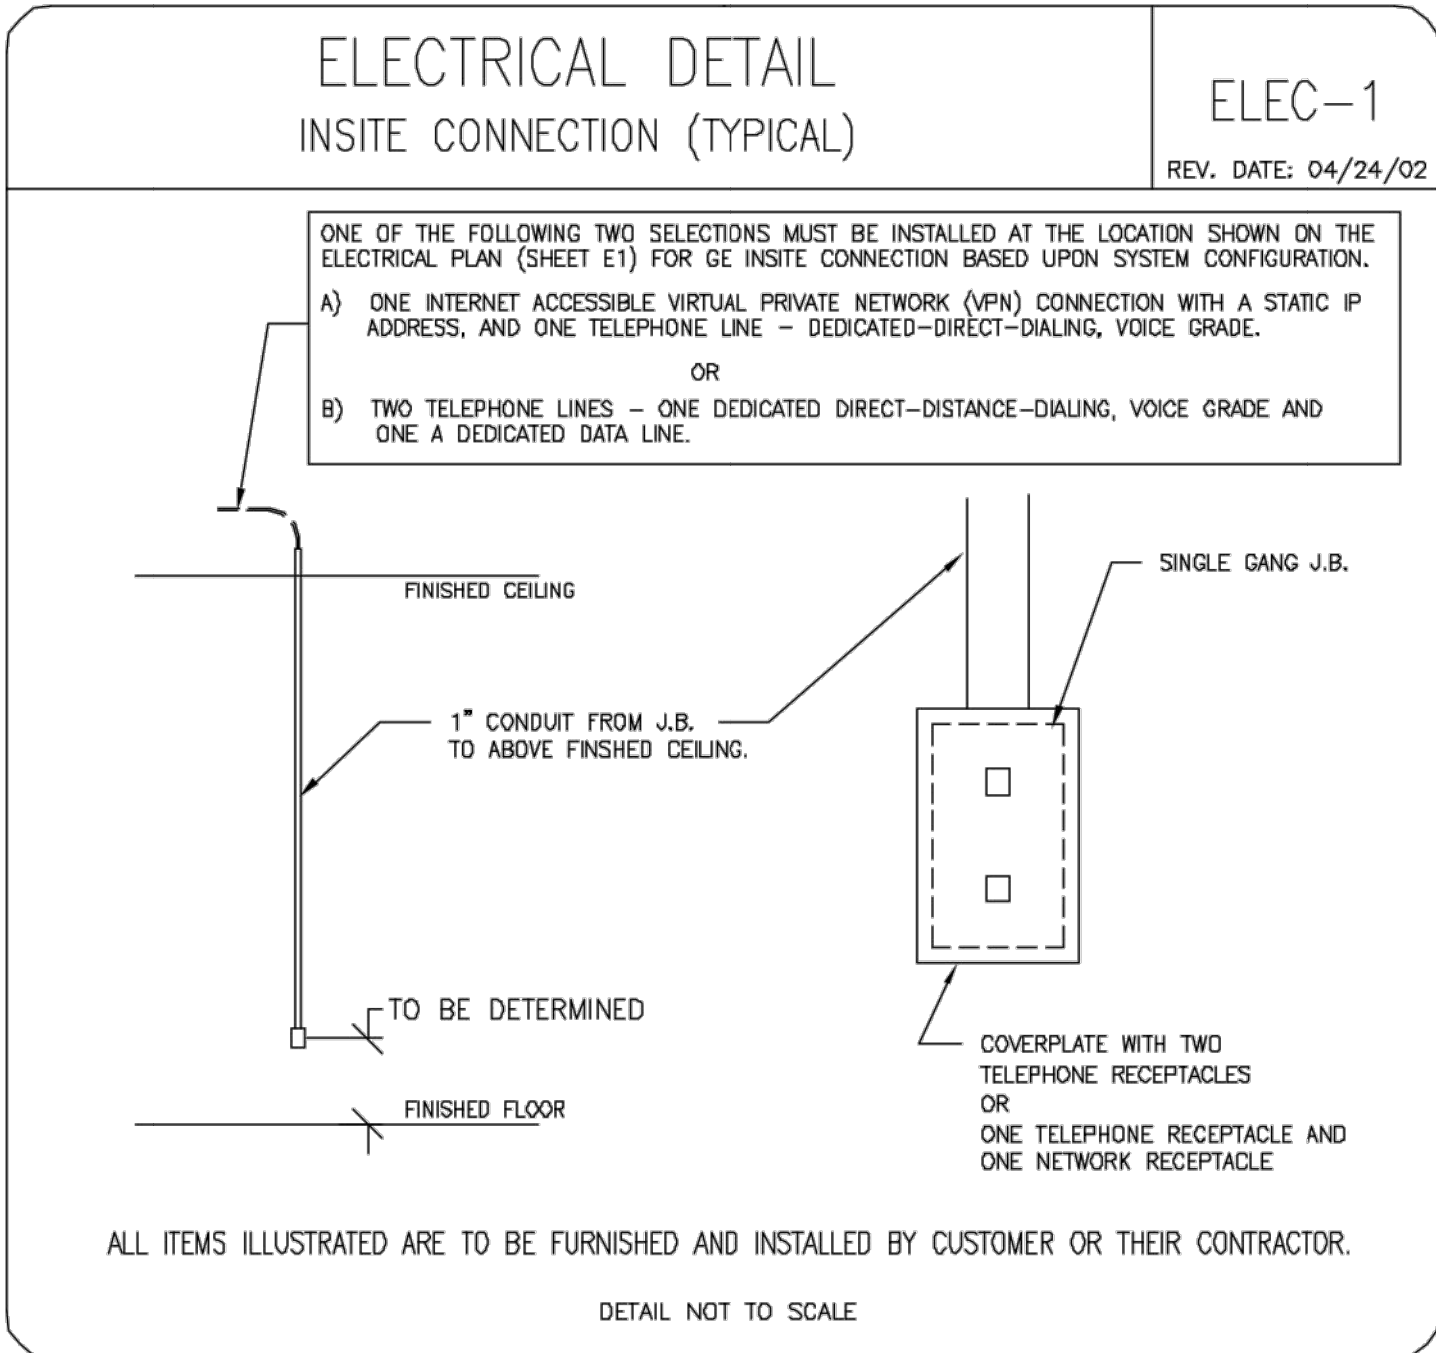 ELECTRICAL DETAIL
INSITE CONNECTION (TYPICAL)
ELEC-1
REV. DATE: 04/24/02
ONE OF THE FOLLOWING TWO SELECTIONS MUST BE INSTALLED AT THE LOCATION SHOWN ON THE
ELECTRICAL PLAN (SHEET E1) FOR GE INSITE CONNECTION BASED UPON SYSTEM CONFIGURATION.
A) ONE INTERNET ACCESSIBLE VIRTUAL PRIVATE NETWORK (VPN) CONNECTION WITH A STATIC IP
ADDRESS, AND ONE TELEPHONE LINE - DEDICATED-DIRECT-DIALING, VOICE GRADE.
OR
B) TWO TELEPHONE LINES - ONE DEDICATED DIRECT-DISTANCE-DIALING, VOICE GRADE AND
ONE A DEDICATED DATA LINE.
FINISHED CEILING
SINGLE GANG J.B.
1" CONDUIT FROM J.B.
TO ABOVE FINSHED CEILING.
TO BE DETERMINED
FINISHED FLOOR
COVERPLATE WITH TWO
TELEPHONE RECEPTACLES
OR
ONE TELEPHONE RECEPTACLE AND
ONE NETWORK RECEPTACLE
ALL ITEMS ILLUSTRATED ARE TO BE FURNISHED AND INSTALLED BY CUSTOMER OR THEIR CONTRACTOR.
DETAIL NOT TO SCALE